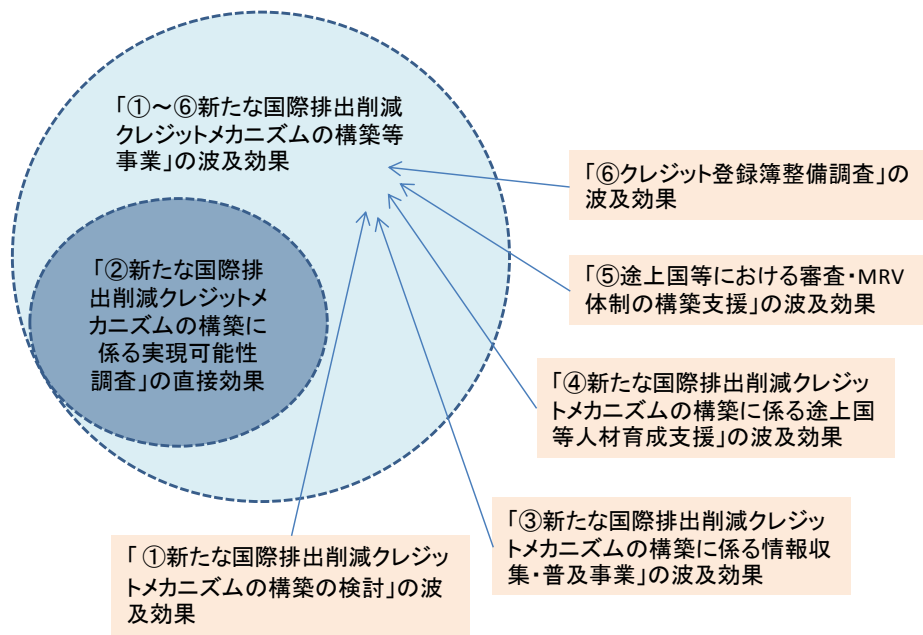 「①~⑥新たな国際排出削減
クレジットメカニズムの構築等
事業」の波及効果
「②新たな国際排
出削減クレジットメ
カニズムの構築に
係る実現可能性
調査」の直接効果
「⑥クレジット登録簿整備調査」の
波及効果
「⑤途上国等における審査・MRV
体制の構築支援」の波及効果
「④新たな国際排出削減クレジッ
トメカニズムの構築に係る途上国
等人材育成支援」の波及効果
「③新たな国際排出削減クレジッ
トメカニズムの構築に係る情報収
集・普及事業」の波及効果
「①新たな国際排出削減クレジッ
トメカニズムの構築の検討」の波
及効果